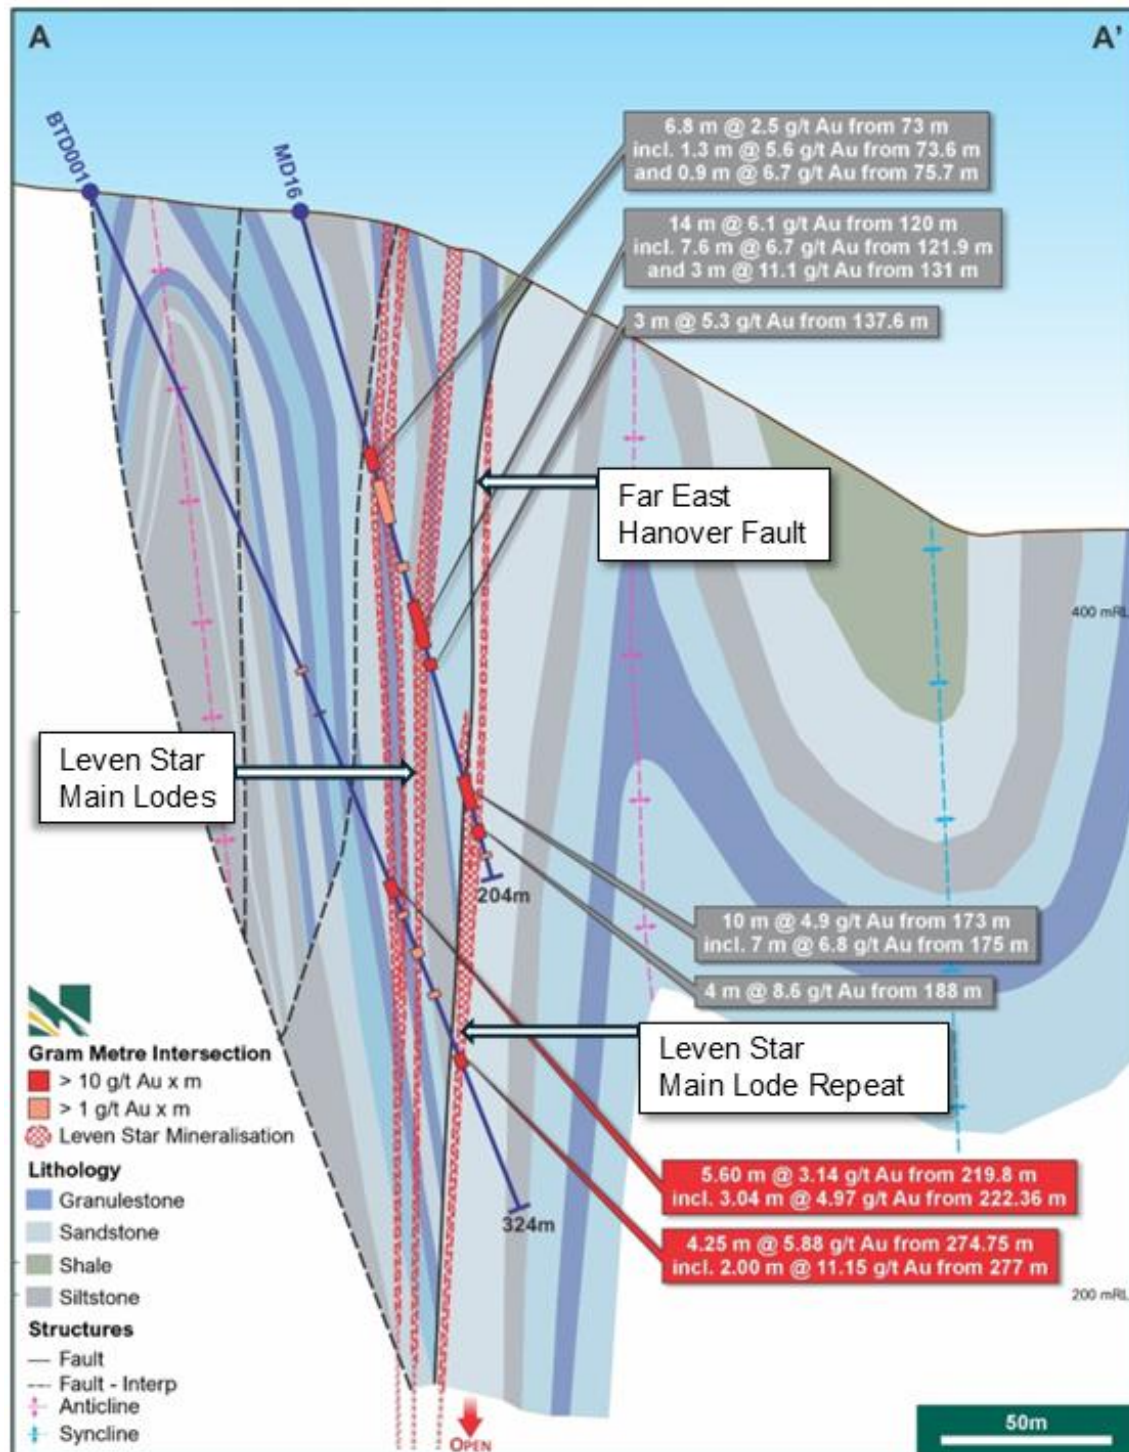 A
A'
BTD001
MD16
6.8 m @ 2.5 g/t Au from 73 m
incl. 1.3 m @ 5.6 g/t Au from 73.6 m
and 0.9 m @ 6.7 g/t Au from 75.7 m
14 m @ 6.1 g/t Au from 120 m
incl. 7.6 m @ 6.7 g/t Au from 121.9 m
and 3 m @ 11.1 g/t Au from 131 m
3 m @ 5.3 g/t Au from 137.6 m
Far East
Hanover Fault
400 mRL
Leven Star
Main Lodes
204m
10 m @ 4.9 g/t Au from 173 m
incl. 7 m @ 6.8 g/t Au from 175 m
4 m @ 8.6 g/t Au from 188 m
Leven Star
Main Lode Repeat
5.60 m @ 3.14 g/t Au from 219.8 m
incl. 3.04 m @ 4.97 g/t Au from 222.36 m
324m
4.25 m @ 5.88 g/t Au from 274.75 m
incl. 2.00 m @ 11.15 g/t Au from 277 m
200 mRL
Gram Metre Intersection
> 10 g/t Au x m
> 1 g/t Au x m
Leven Star Mineralisation
Lithology
Granulestone
Sandstone
Shale
Siltstone
Structures
Fault
Fault - Interp
Anticline
Syncline
OPEN
50m